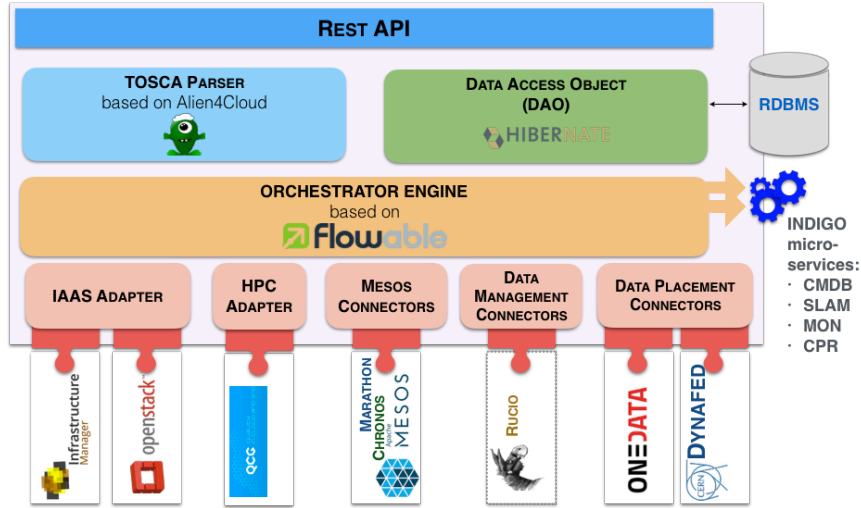 REST API
TOSCA PARSER
based on Alien4Cloud
DATA ACCESS OBJECT
(DAO)
HIBERNATE
RDBMS
ORCHESTRATOR ENGINE
based on
Flowable
INDIGO
micro-
services:
· CMDB
· SLAM
· MON
· CPR
IAAS ADAPTER
HPC
ADAPTER
MESOS
CONNECTORS
DATA
MANAGEMENT
CONNECTORS
DATA PLACEMENT
CONNECTORS
Infrastructure
Manager
openstack
QCG
MARATHON
CHRONOS
Apache
MESOS
RUCIO
ONEDATA
DYNAFED
CERN